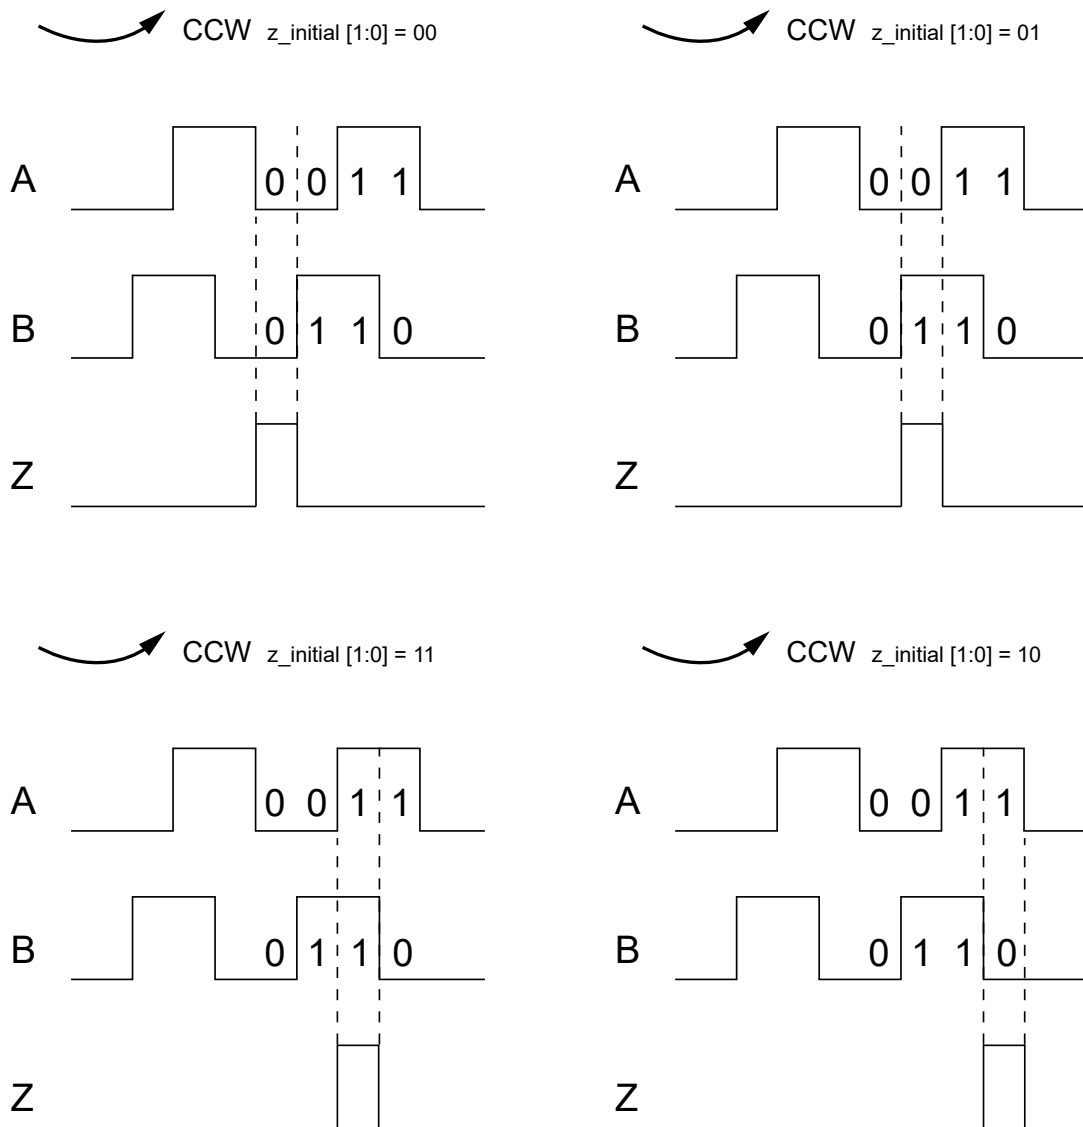 CCW z_initial [1:0] = 00
A 0 0 1 1
B 0 1 1 0
Z
CCW z_initial [1:0] = 01
A 0 0 1 1
B 0 1 1 0
Z
CCW z_initial [1:0] = 11
A 0 0 1 1
B 0 1 1 0
Z
CCW z_initial [1:0] = 10
A 0 0 1 1
B 0 1 1 0
Z